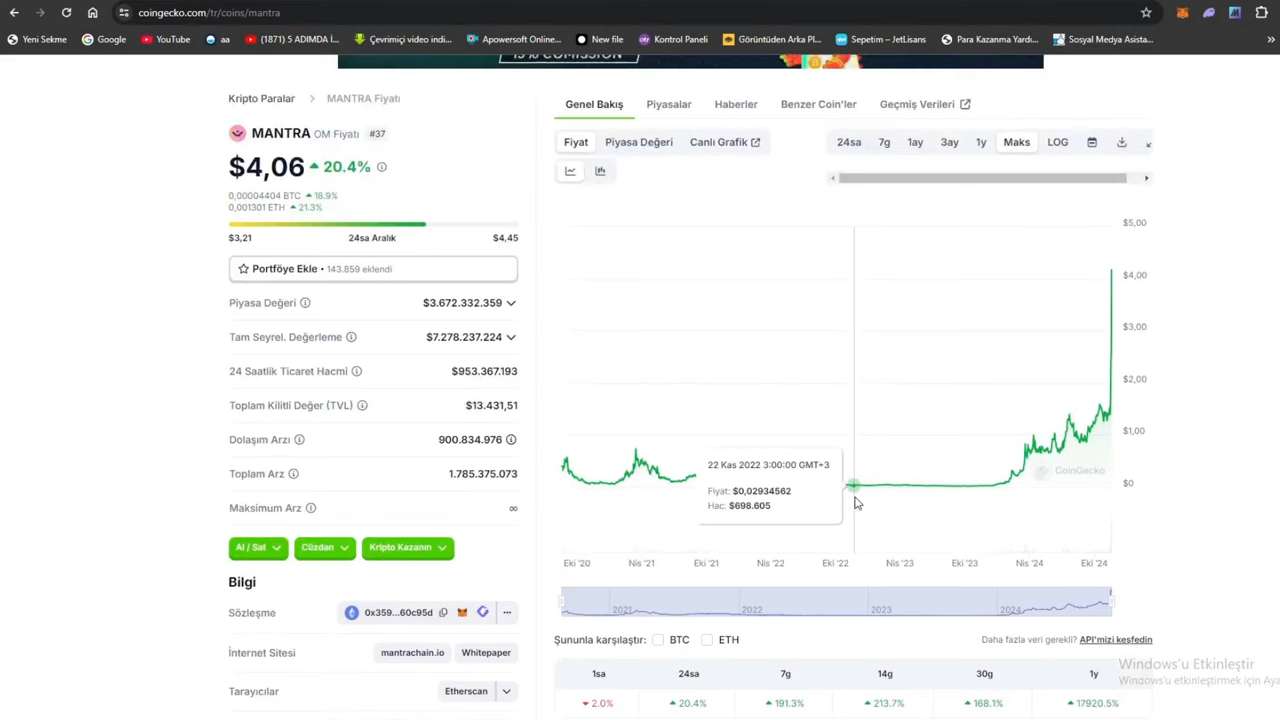 coingecko.com/tr/coins/mantra
Yeni Sekme Google YouTube aa (1871) 5 ADIMDA İ... Çevrimiçi video indi... Apowersoft Online... New file Kontrol Paneli Görüntüden Arka Pl... Sepetim – JetLisans Para Kazanma Yardı... Sosyal Medya Asista...
15 % COMISSION
Kripto Paralar MANTRA Fiyatı
Genel Bakış Piyasalar Haberler Benzer Coin'ler Geçmiş Verileri
MANTRA OM Fiyatı #37
Fiyat Piyasa Değeri Canlı Grafik 24sa 7g 1ay 3ay 1y Maks LOG
$4,06 20.4%
0,00004404 BTC 18.9%
0,001301 ETH 21.3%
$3,21 24sa Aralık $4,45
Portföye Ekle • 143.859 eklendi
Piyasa Değeri $3.672.332.359
Tam Seyrel. Değerleme $7.278.237.224
24 Saatlik Ticaret Hacmi $953.367.193
Toplam Kilitli Değer (TVL) $13.431,51
Dolaşım Arzı 900.834.976
Toplam Arz 1.785.375.073
Maksimum Arz ∞
Al / Sat Cüzdan Kripto Kazanın
Bilgi
Sözleşme 0x359...60c95d
İnternet Sitesi mantrachain.io Whitepaper
Tarayıcılar Etherscan
$5,00
$4,00
$3,00
$2,00
$1,00
$0
22 Kas 2022 3:00:00 GMT+3
Fiyat: $0,02934562
Hac: $698.605
CoinGecko
Eki '20 Nis '21 Eki '21 Nis '22 Eki '22 Nis '23 Eki '23 Nis '24 Eki '24
2021 2022 2023 2024
Şununla karşılaştır: BTC ETH
Daha fazla veri gerekli? API'mizi keşfedin
1sa 24sa 7g 14g 30g 1y
2.0% 20.4% 191.3% 213.7% 168.1% 17920.5%
Windows'u Etkinleştir
Windows'u etkinleştirmek için Aya